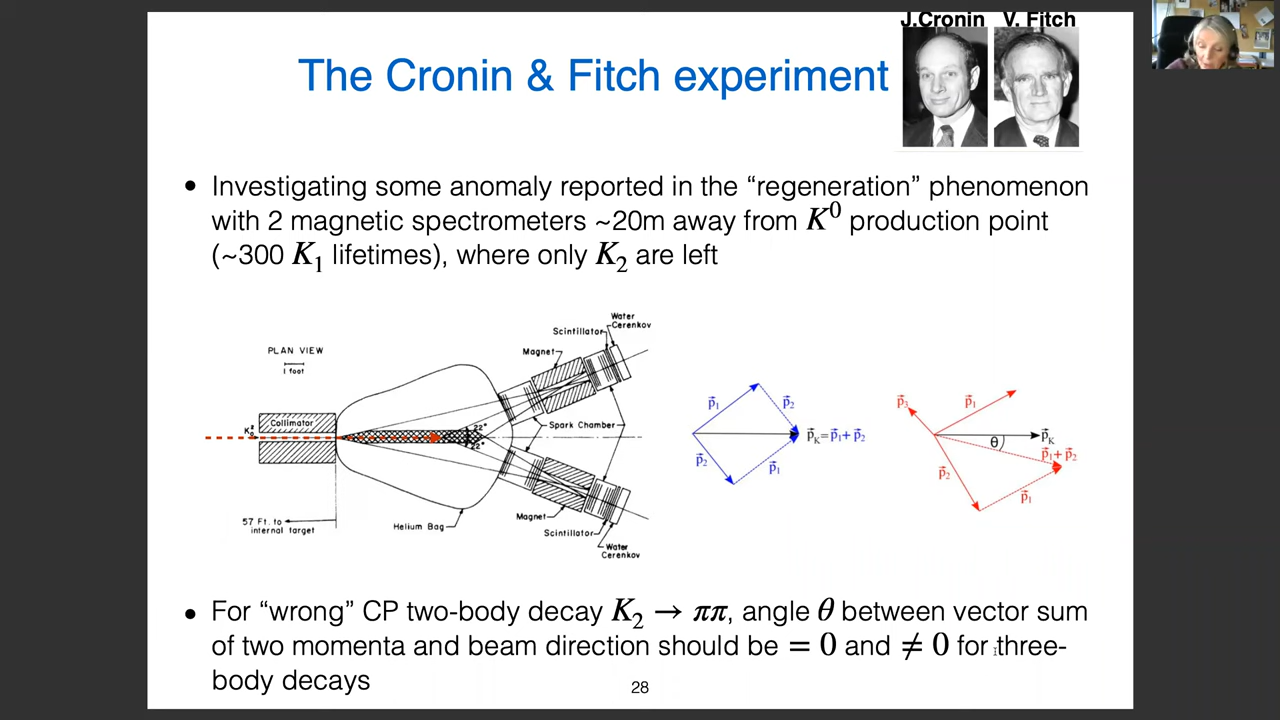 J.Cronin V. Fitch
The Cronin & Fitch experiment
• Investigating some anomaly reported in the “regeneration” phenomenon
with 2 magnetic spectrometers ~20m away from K⁰ production point
(~300 K₁ lifetimes), where only K₂ are left
PLAN VIEW
1 foot
Collimator
57 Ft. to
internal target
Helium Bag
22°
22°
Magnet
Scintillator
Water
Cerenkov
Spark Chamber
Magnet
Scintillator
Water
Cerenkov
p⃗₁
p⃗₂
p⃗K=p⃗₁+p⃗₂
p⃗₂
p⃗₁
p⃗₃
p⃗₁
θ
p⃗K
p⃗₁+p⃗₂
p⃗₂
p⃗₁
• For “wrong” CP two-body decay K₂ → ππ, angle θ between vector sum
of two momenta and beam direction should be = 0 and ≠ 0 for three-
body decays
28